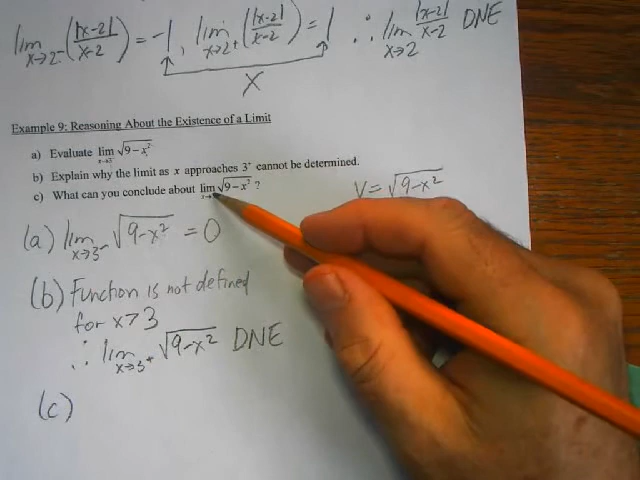 lim x→2⁻ (|x-2|/x-2) = -1, lim x→2⁺ (|x-2|/x-2) = 1 ∴ lim x→2 |x-2|/x-2 DNE
X
Example 9: Reasoning About the Existence of a Limit
a) Evaluate lim √9-x²
b) Explain why the limit as x approaches 3⁺ cannot be determined.
c) What can you conclude about lim √9-x² ?
y = √9-x²
(a) lim x→3⁻ √9-x² = 0
(b) Function is not defined
for x>3
∴ lim x→3⁺ √9-x² DNE
(c)